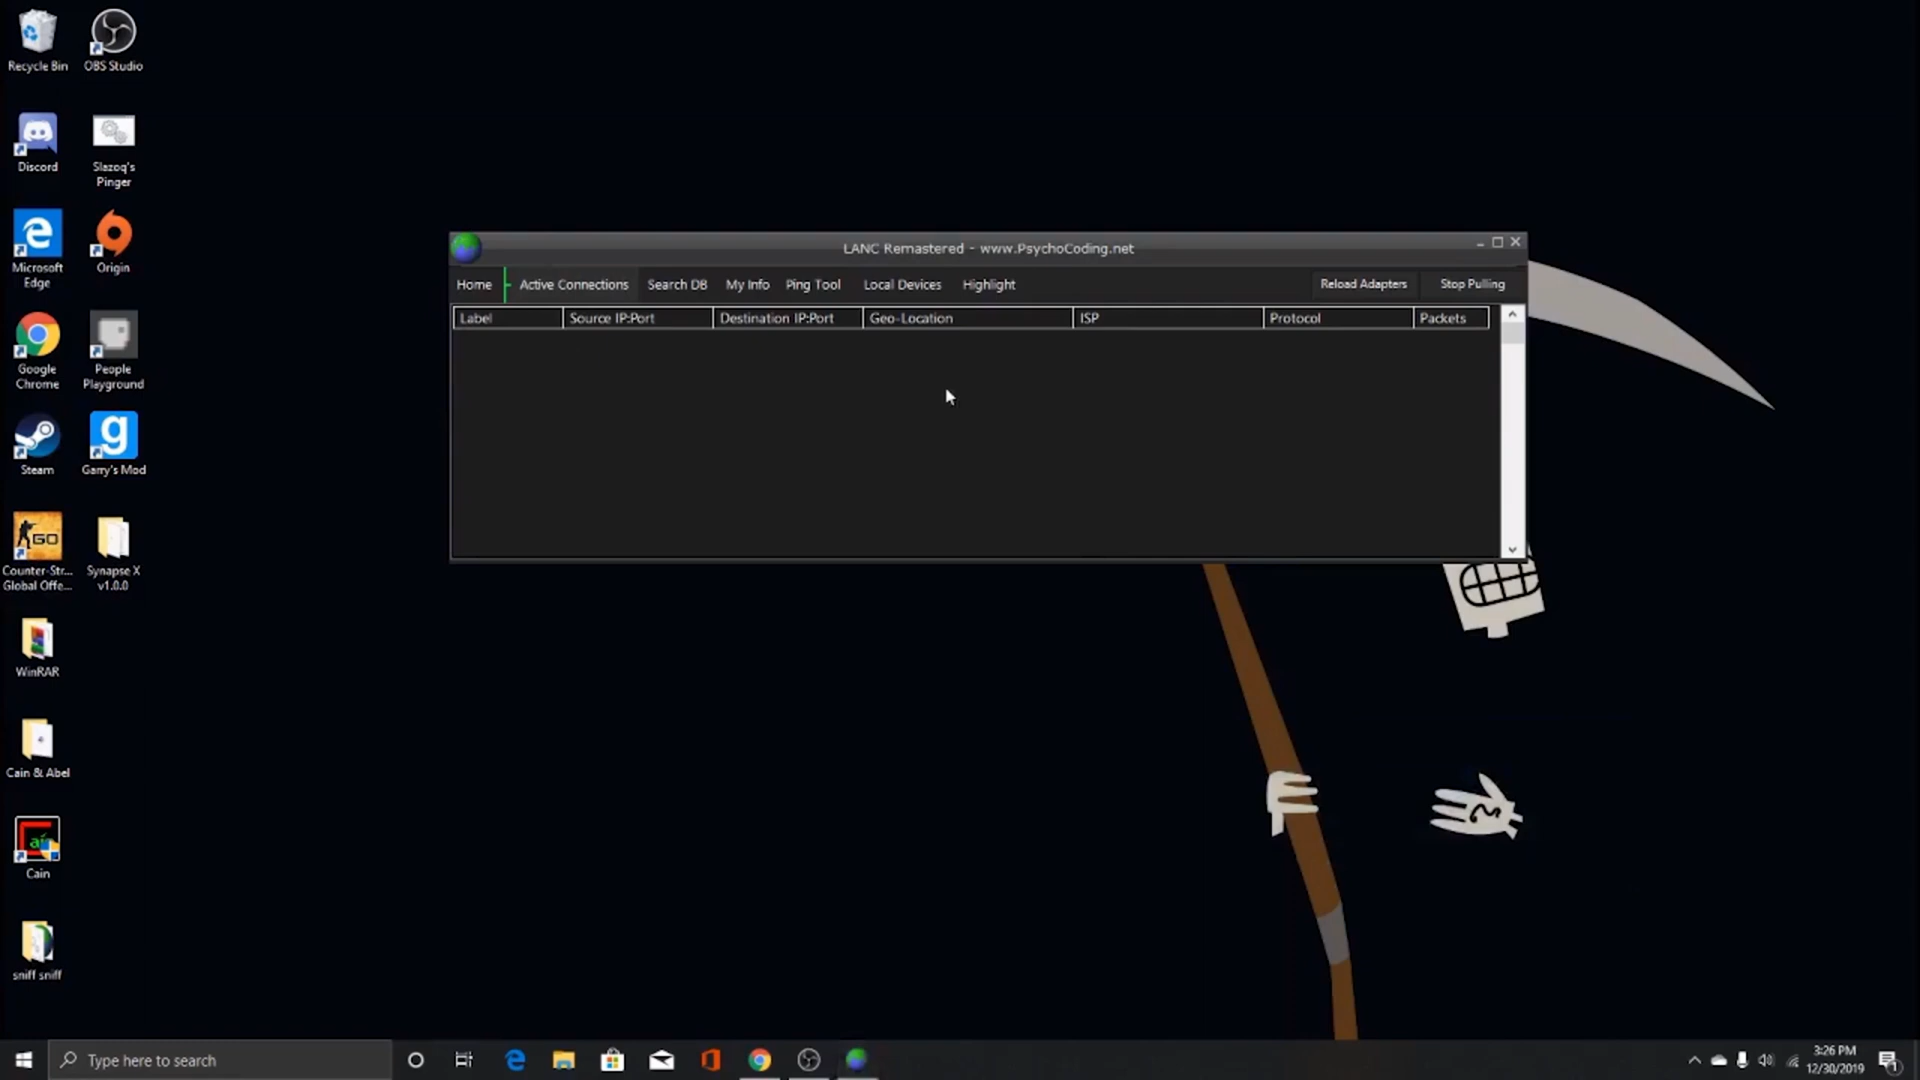 Recycle Bin
OBS Studio
Discord
Slazoq's
Pinger
Microsoft
Edge
Origin
Google
Chrome
People
Playground
Steam
g
Garry's Mod
GO
Counter-Str...
Global Offe...
Synapse X
v1.0.0
WinRAR
Cain & Abel
Cain
sniff sniff
LANC Remastered - www.PsychoCoding.net
Home
Active Connections
Search DB
My Info
Ping Tool
Local Devices
Highlight
Reload Adapters
Stop Pulling
Label
Source IP:Port
Destination IP:Port
Geo-Location
ISP
Protocol
Packets
Type here to search
3:26 PM
12/30/2019
1